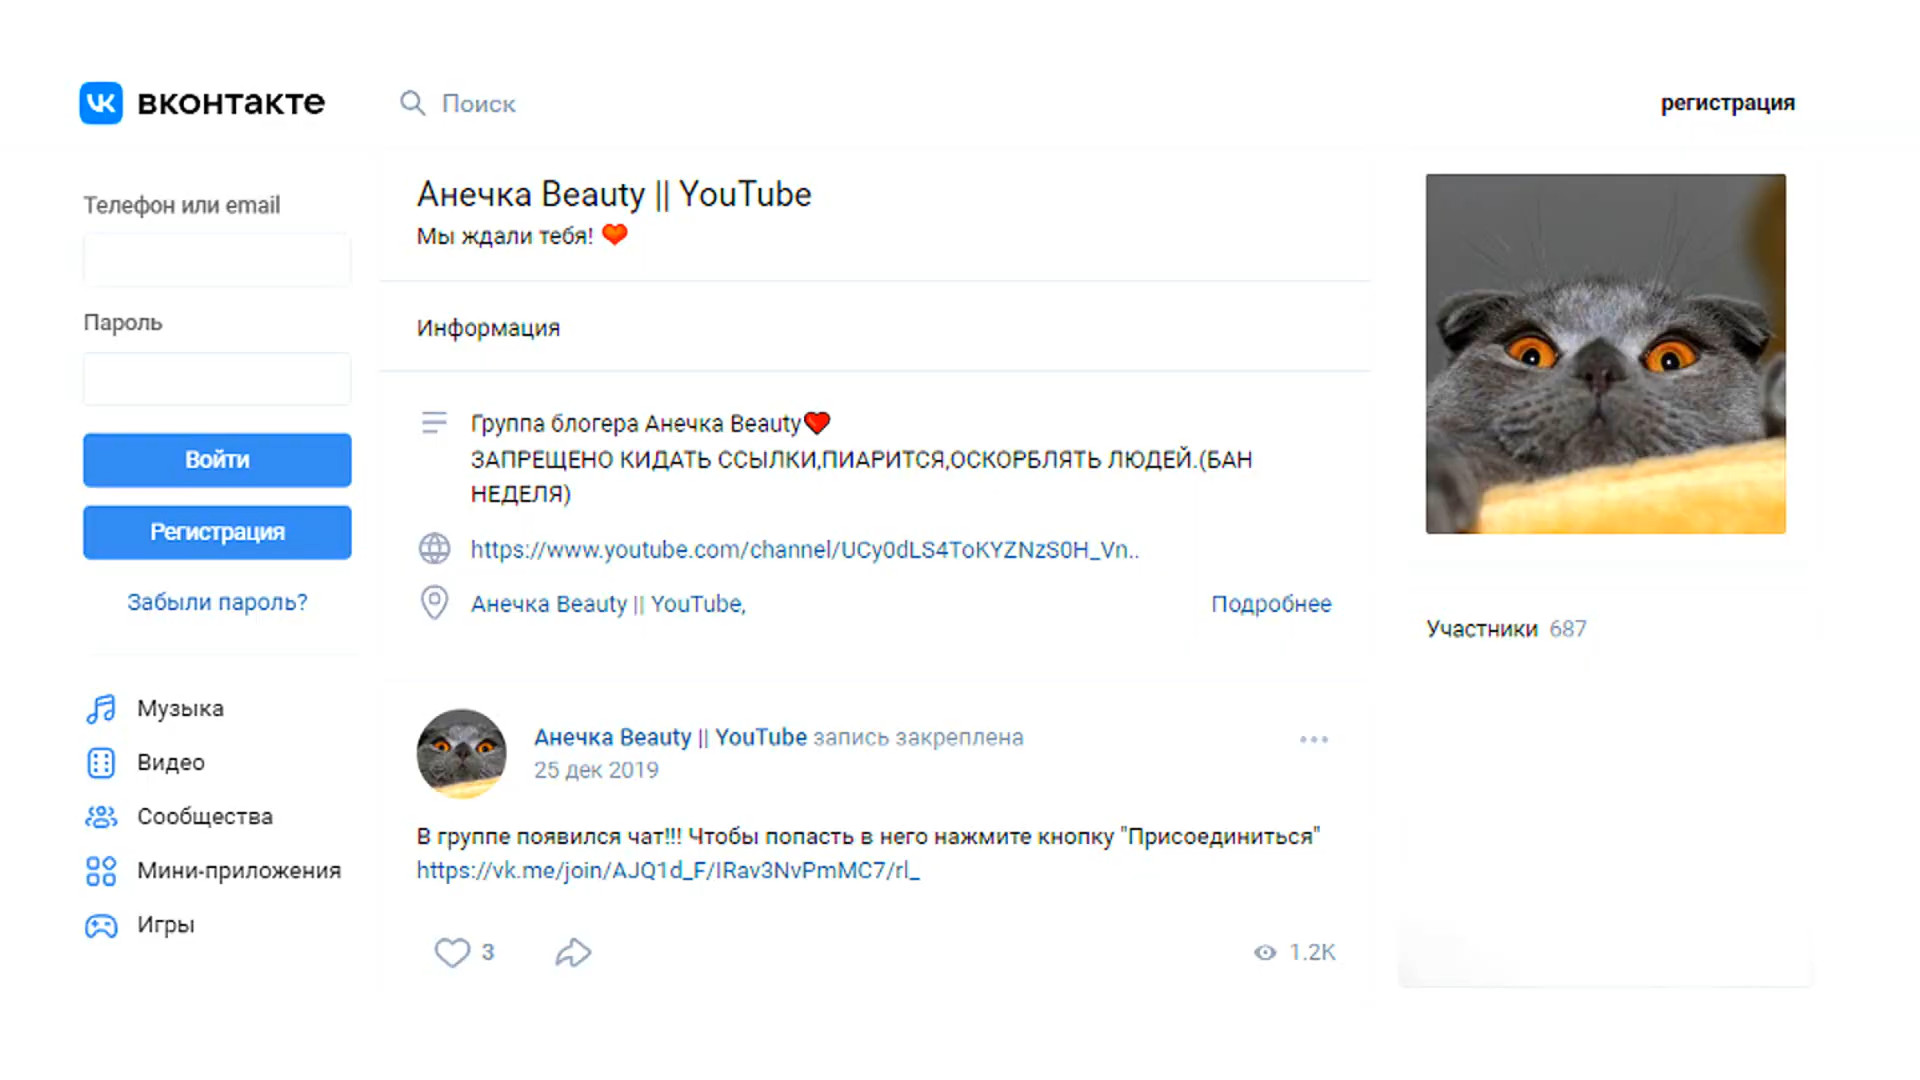 вконтакте
Поиск
регистрация
Телефон или email
Пароль
Войти
Регистрация
Забыли пароль?
Музыка
Видео
Сообщества
Мини-приложения
Игры
Анечка Beauty || YouTube
Мы ждали тебя! ❤
Информация
Группа блогера Анечка Beauty❤
ЗАПРЕЩЕНО КИДАТЬ ССЫЛКИ,ПИАРИТСЯ,ОСКОРБЛЯТЬ ЛЮДЕЙ.(БАН
НЕДЕЛЯ)
https://www.youtube.com/channel/UCy0dLS4ToKYZNzS0H_Vn..
Анечка Beauty || YouTube,
Подробнее
Анечка Beauty || YouTube запись закреплена
25 дек 2019
В группе появился чат!!! Чтобы попасть в него нажмите кнопку "Присоединиться"
https://vk.me/join/AJQ1d_F/IRav3NvPmMC7/rl_
3
1.2K
Участники 687